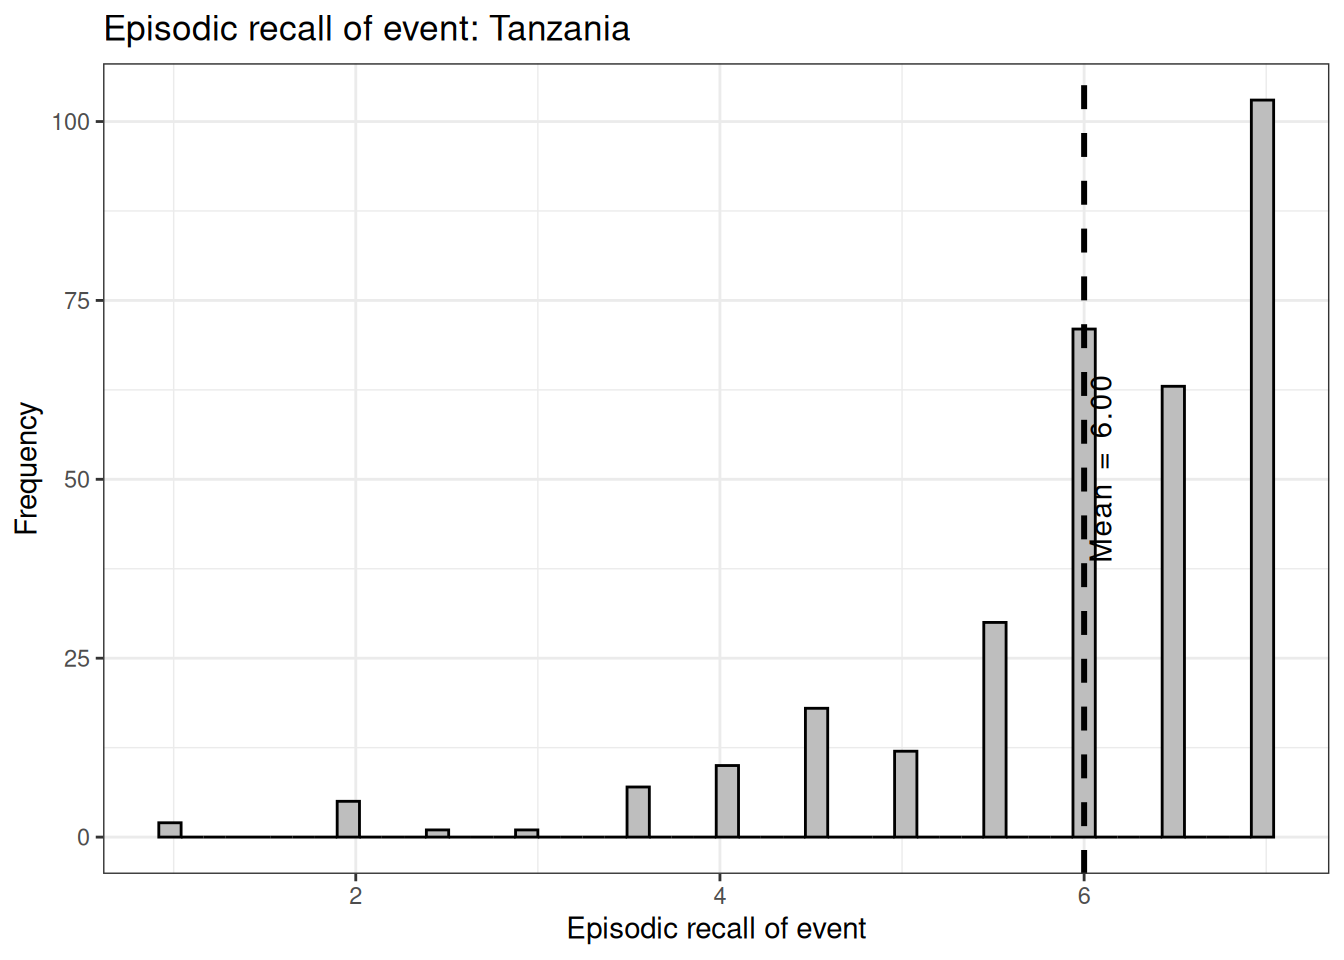 Episodic recall of event: Tanzania
Frequency
100
75
50
25
0
Mean = 6.00
2
4
6
Episodic recall of event